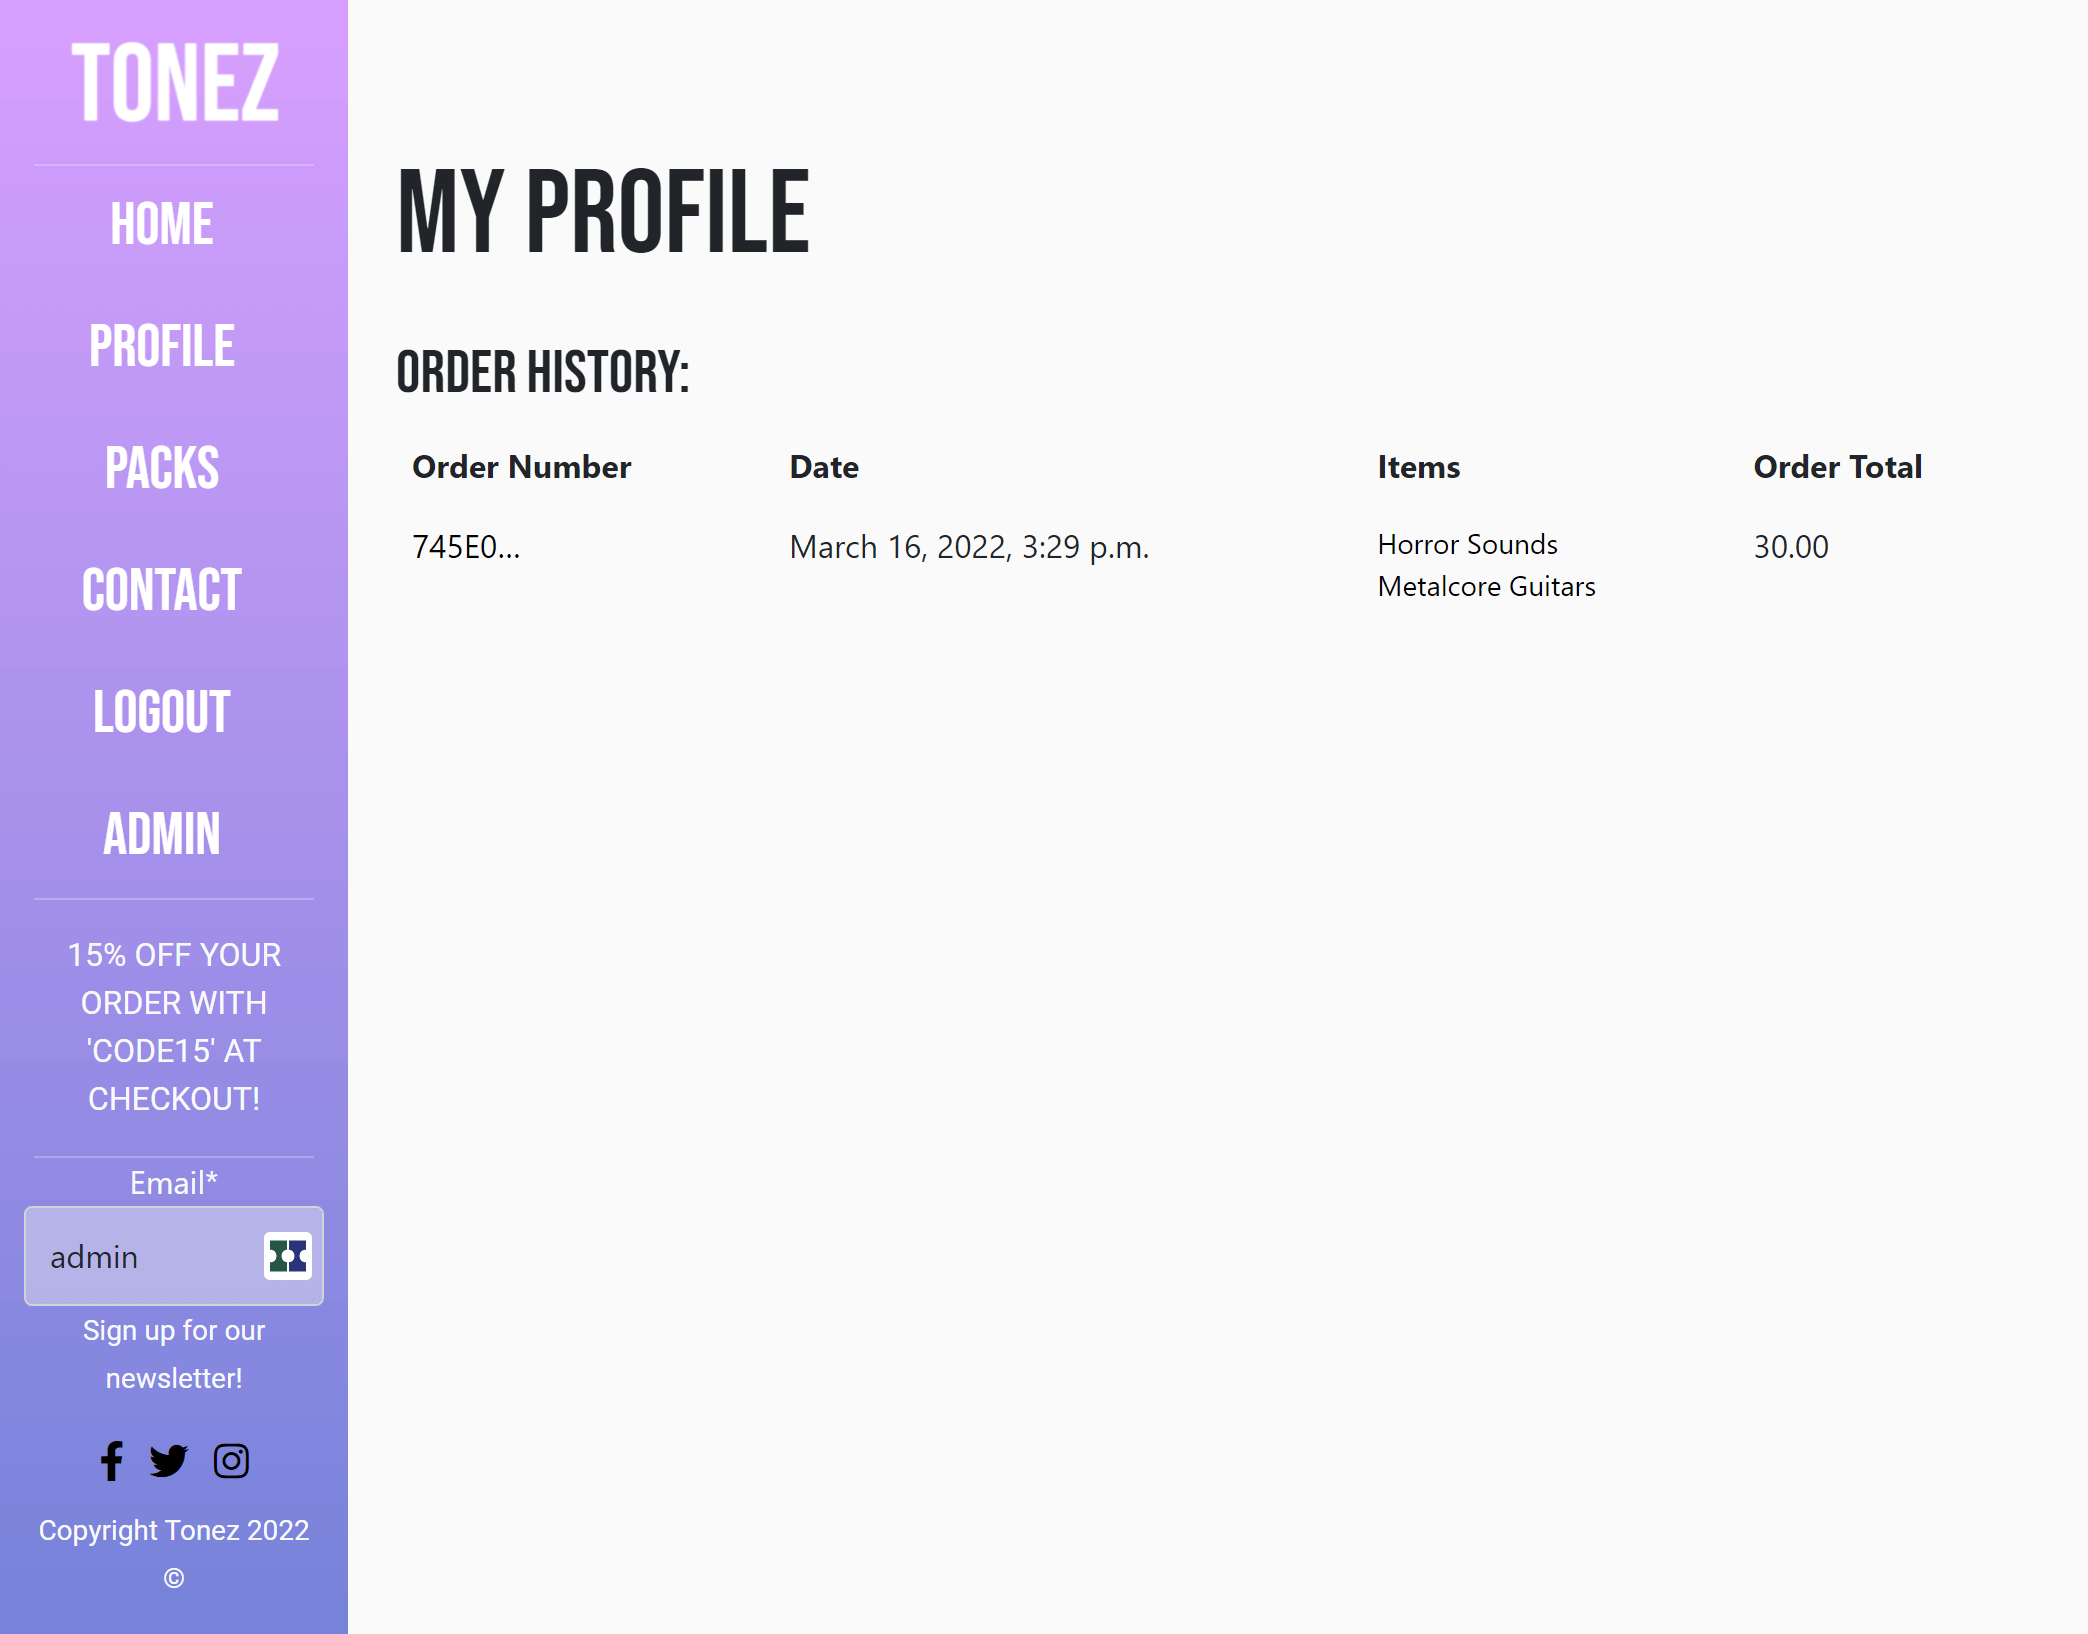 TONEZ
HOME
PROFILE
PACKS
CONTACT
LOGOUT
ADMIN
15% OFF YOUR
ORDER WITH
'CODE15' AT
CHECKOUT!
Email*
admin
Sign up for our
newsletter!
Copyright Tonez 2022
©
MY PROFILE
ORDER HISTORY:
Order Number Date Items Order Total
745E0... March 16, 2022, 3:29 p.m. Horror Sounds 30.00
Metalcore Guitars